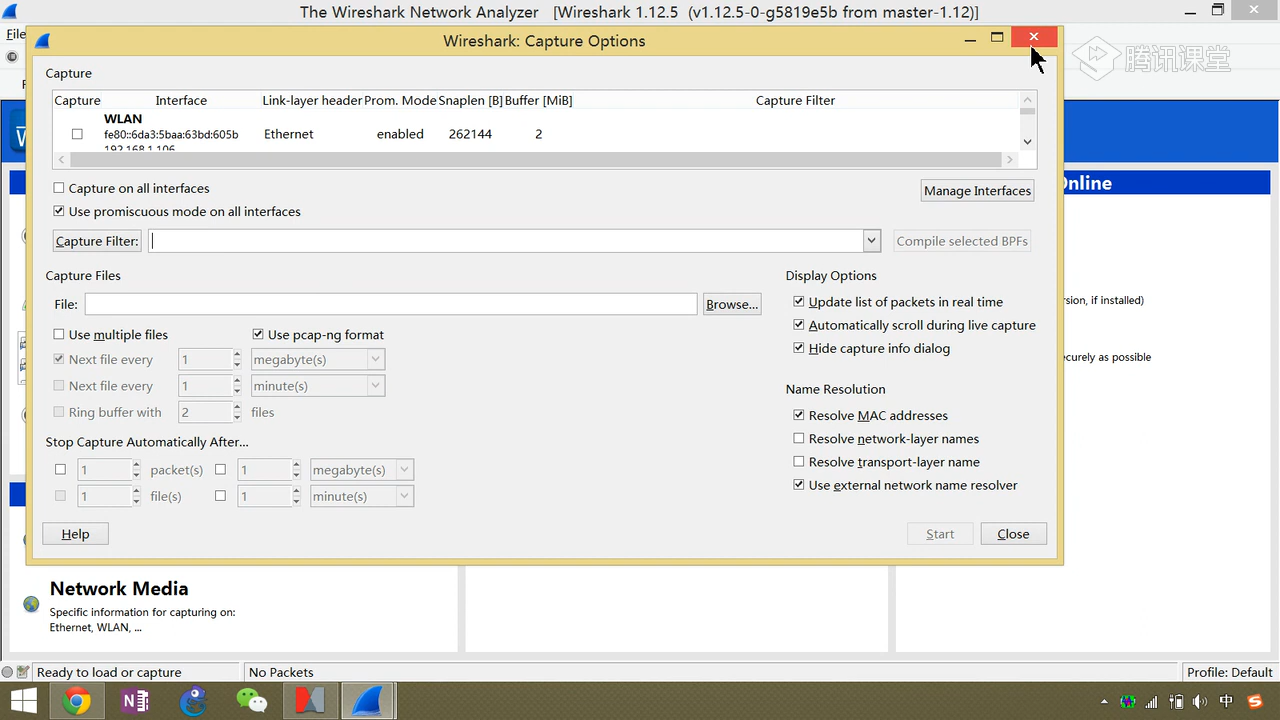 The Wireshark Network Analyzer [Wireshark 1.12.5 (v1.12.5-0-g5819e5b from master-1.12)]
File
Wireshark: Capture Options
腾讯课堂
Capture
Capture Interface Link-layer header Prom. Mode Snaplen [B] Buffer [MiB] Capture Filter
WLAN
fe80::6da3:5baa:63bd:605b Ethernet enabled 262144 2
192.168.1.106
Capture on all interfaces
Manage Interfaces
Use promiscuous mode on all interfaces
Capture Filter:
Compile selected BPFs
Capture Files
File:
Browse...
Use multiple files
Use pcap-ng format
Next file every 1 megabyte(s)
Next file every 1 minute(s)
Ring buffer with 2 files
Stop Capture Automatically After...
1 packet(s) 1 megabyte(s)
1 file(s) 1 minute(s)
Display Options
Update list of packets in real time
Automatically scroll during live capture
Hide capture info dialog
Name Resolution
Resolve MAC addresses
Resolve network-layer names
Resolve transport-layer name
Use external network name resolver
Help
Start
Close
Online
sion, if installed)
ecurely as possible
Network Media
Specific information for capturing on:
Ethernet, WLAN, ...
Ready to load or capture
No Packets
Profile: Default
中